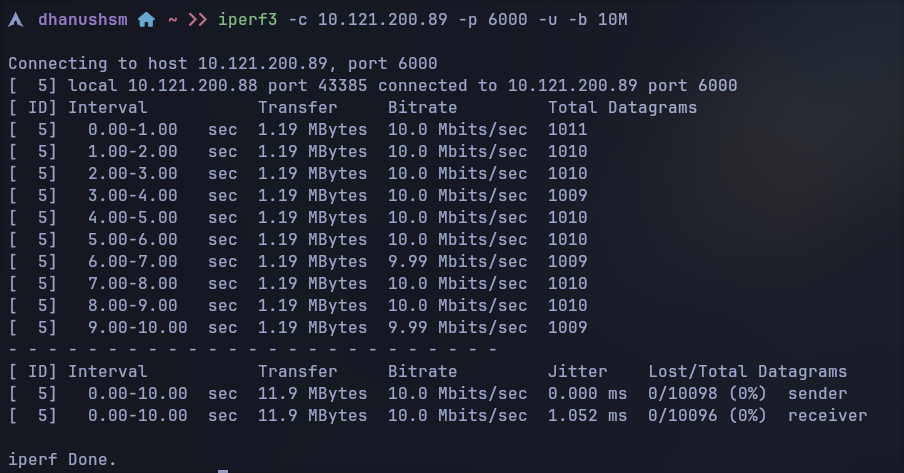 dhanushsm ~ >> iperf3 -c 10.121.200.89 -p 6000 -u -b 10M
Connecting to host 10.121.200.89, port 6000
[  5] local 10.121.200.88 port 43385 connected to 10.121.200.89 port 6000
[ ID] Interval           Transfer     Bitrate         Total Datagrams
[  5]   0.00-1.00   sec  1.19 MBytes  10.0 Mbits/sec  1011
[  5]   1.00-2.00   sec  1.19 MBytes  10.0 Mbits/sec  1010
[  5]   2.00-3.00   sec  1.19 MBytes  10.0 Mbits/sec  1010
[  5]   3.00-4.00   sec  1.19 MBytes  10.0 Mbits/sec  1009
[  5]   4.00-5.00   sec  1.19 MBytes  10.0 Mbits/sec  1010
[  5]   5.00-6.00   sec  1.19 MBytes  10.0 Mbits/sec  1010
[  5]   6.00-7.00   sec  1.19 MBytes  9.99 Mbits/sec  1009
[  5]   7.00-8.00   sec  1.19 MBytes  10.0 Mbits/sec  1010
[  5]   8.00-9.00   sec  1.19 MBytes  10.0 Mbits/sec  1010
[  5]   9.00-10.00  sec  1.19 MBytes  9.99 Mbits/sec  1009
- - - - - - - - - - - - - - - - - - - - - - - - -
[ ID] Interval           Transfer     Bitrate         Jitter    Lost/Total Datagrams
[  5]   0.00-10.00  sec  11.9 MBytes  10.0 Mbits/sec  0.000 ms  0/10098 (0%)  sender
[  5]   0.00-10.00  sec  11.9 MBytes  10.0 Mbits/sec  1.052 ms  0/10096 (0%)  receiver
iperf Done.